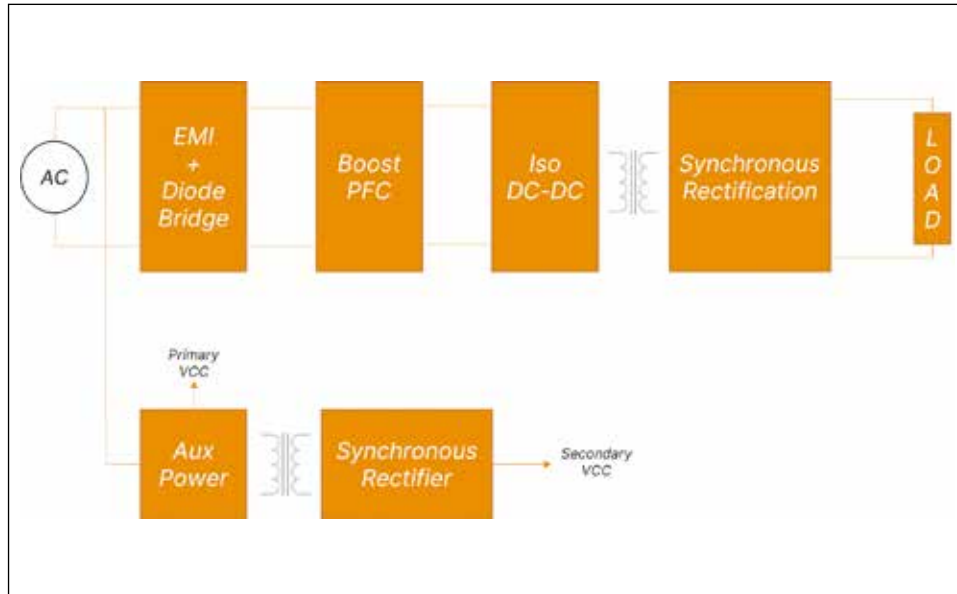 AC
EMI
+
Diode
Bridge
Boost
PFC
Iso
DC-DC
Synchronous
Rectification
L
O
A
D
Primary
VCC
Aux
Power
Synchronous
Rectifier
Secondary
VCC